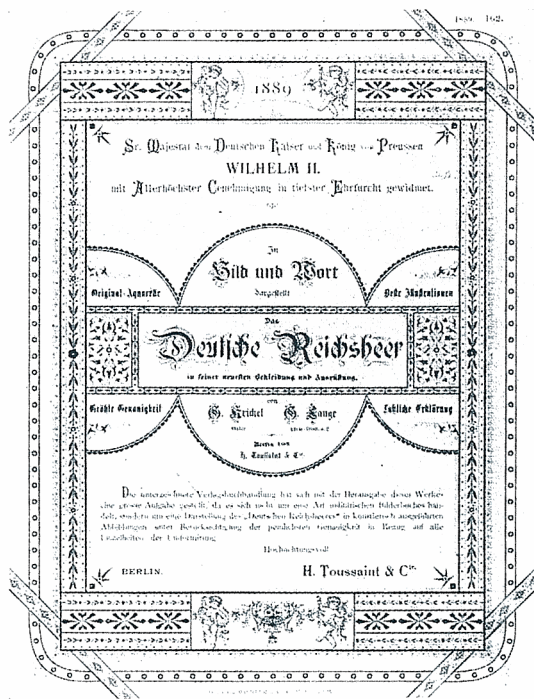 1889. 162.
1889
Sr. Majestät dem Deutschen Kaiser und König von Preussen
WILHELM II.
mit Allerhöchster Genehmigung in tiefster Ehrfurcht gewidmet.
In
Bild und Wort
dargestellt
Original-Aquarelle
Beste Illustrationen
Das
Deutsche Reichsheer
in seiner neuesten Bekleidung und Ausrüstung.
von
Größte Genauigkeit
G. Krickel G. Lange
Sachliche Erklärung
Maler
Berlin
H. Toussaint & Cie.
Die unterzeichnete Verlagsbuchhandlung hat sich mit der Herausgabe dieses Werkes
eine grosse Aufgabe gestellt, da es sich nicht um eine Art militärischen Bilderbuches han-
delt, sondern um eine Darstellung des „Deutschen Reichsheeres" in künstlerisch ausgeführten
Abbildungen unter Berücksichtigung der peinlichsten Genauigkeit in Bezug auf alle
Einzelheiten der Uniformirung.
Hochachtungsvoll
BERLIN. H. Toussaint & Cie.